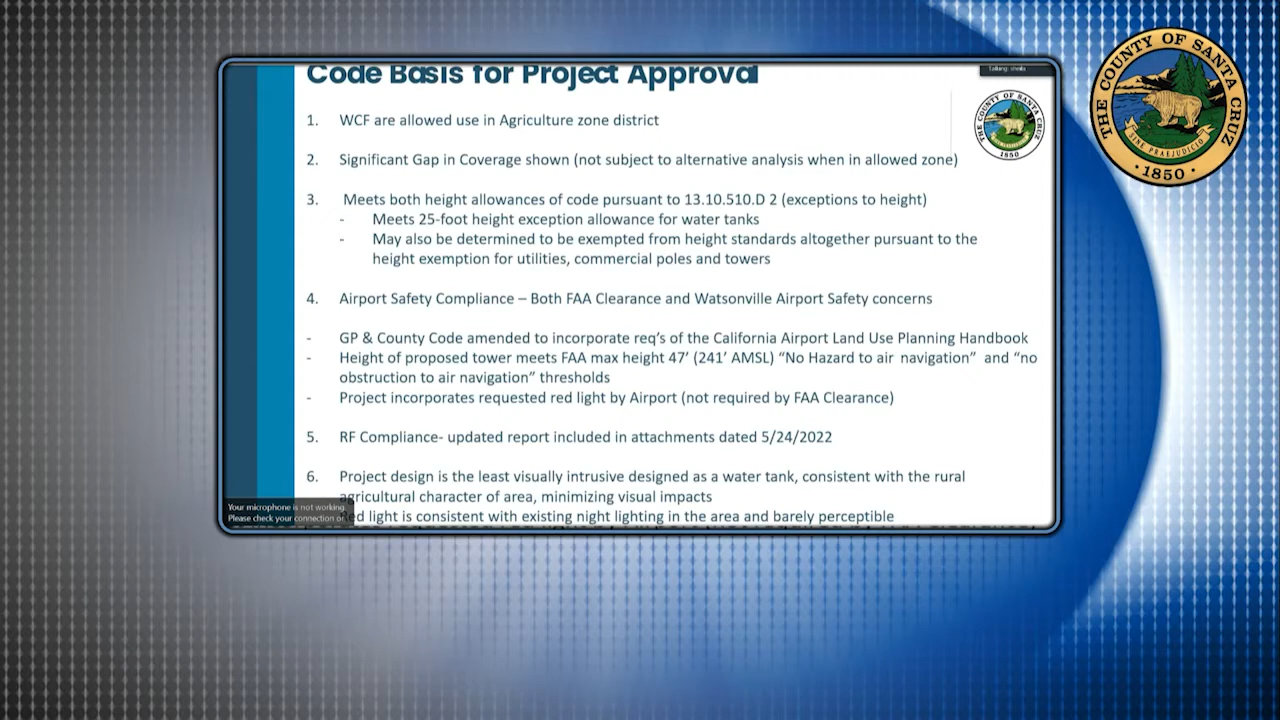 Code Basis for Project Approval
Talking: sheila
1. WCF are allowed use in Agriculture zone district
2. Significant Gap in Coverage shown (not subject to alternative analysis when in allowed zone)
3. Meets both height allowances of code pursuant to 13.10.510.D 2 (exceptions to height)
- Meets 25-foot height exception allowance for water tanks
- May also be determined to be exempted from height standards altogether pursuant to the
height exemption for utilities, commercial poles and towers
4. Airport Safety Compliance – Both FAA Clearance and Watsonville Airport Safety concerns
- GP & County Code amended to incorporate req's of the California Airport Land Use Planning Handbook
- Height of proposed tower meets FAA max height 47' (241' AMSL) “No Hazard to air navigation” and “no
obstruction to air navigation” thresholds
- Project incorporates requested red light by Airport (not required by FAA Clearance)
5. RF Compliance- updated report included in attachments dated 5/24/2022
6. Project design is the least visually intrusive designed as a water tank, consistent with the rural
agricultural character of area, minimizing visual impacts
light is consistent with existing night lighting in the area and barely perceptible
Your microphone is not working.
Please check your connection or
THE COUNTY OF SANTA CRUZ
1850
THE COUNTY OF SANTA CRUZ
SINE PRAEJUDICIO
1850